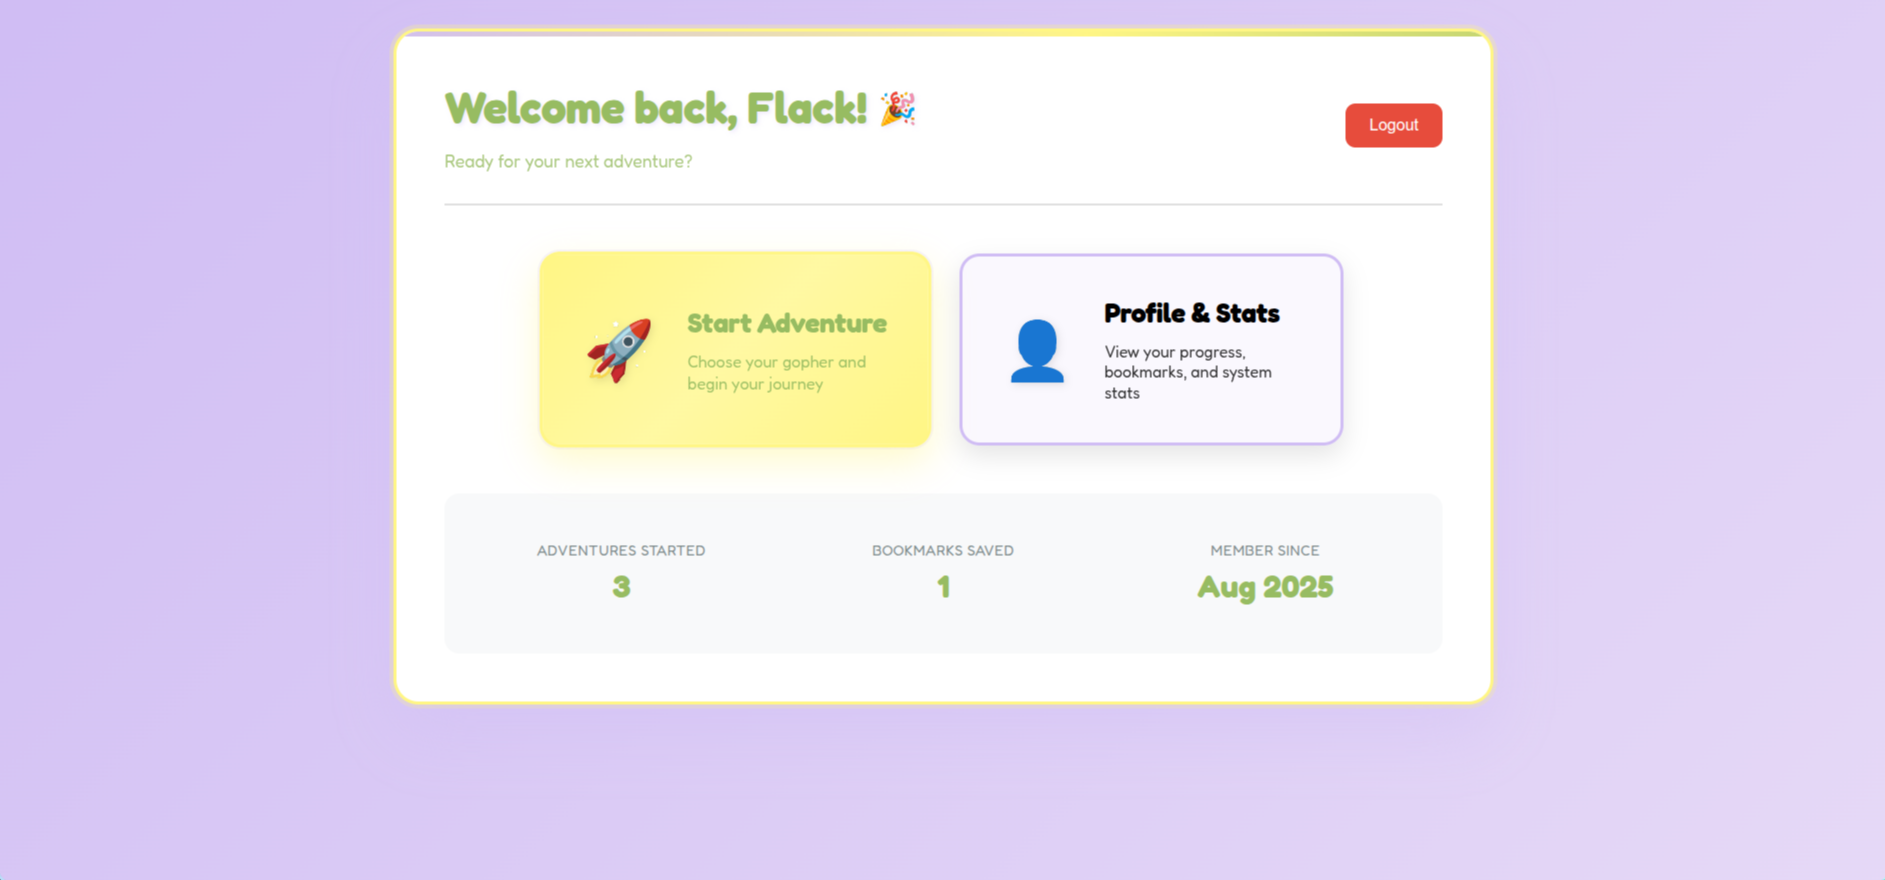 Welcome back, Flack! 🎉
Logout
Ready for your next adventure?
Start Adventure
Choose your gopher and
begin your journey
Profile & Stats
View your progress,
bookmarks, and system
stats
ADVENTURES STARTED
3
BOOKMARKS SAVED
1
MEMBER SINCE
Aug 2025